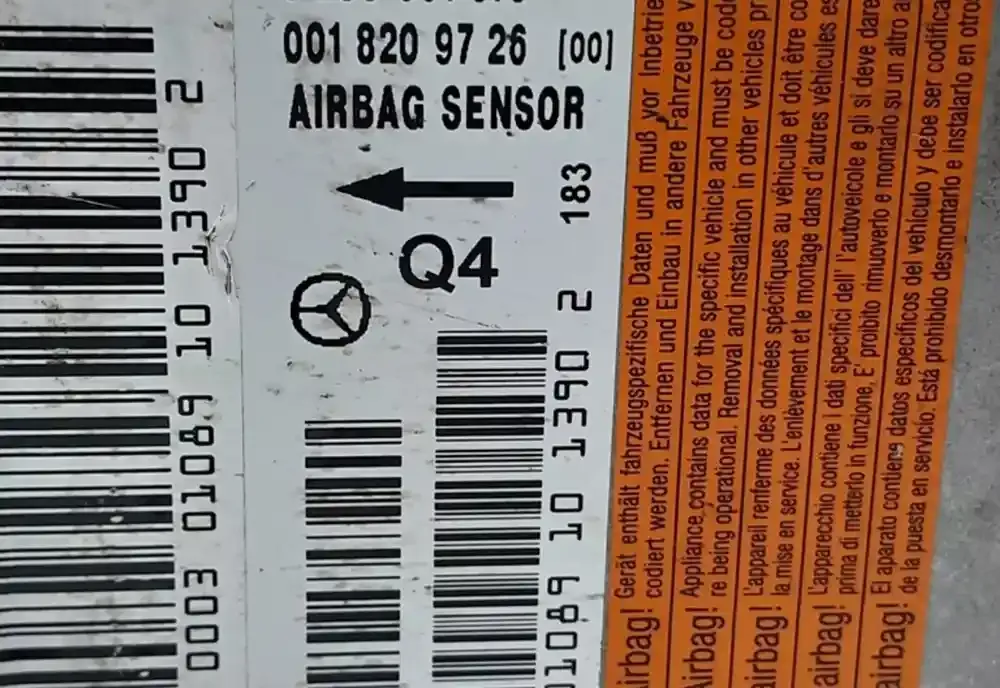 001 820 97 26 [00]
AIRBAG SENSOR
183
Q4
0003 01089 10 1390 2
01089 10 1390 2
Airbag! Gerät enthält fahrzeugspezifische Daten und muß vor Inbetrie
codiert werden. Entfernen und Einbau in andere Fahrzeuge v
Airbag! Appliance contains data for the specific vehicle and must be code
re being operational. Removal and installation in other vehicles pr
Airbag! L'appareil renferme des données spécifiques au véhicule et doit être co
la mise en service. L'enlèvement et le montage dans d'autres véhicules es
airbag! L'apparecchio contiene i dati specifici dell' l'autoveicole e gli si deve dare
prima di metterlo in funzione, E' proibito rimuoverlo e montarlo su un altro a
airbag! El aparato contiene datos específicos del vehículo y debe ser codifica
de la puesta en servicio. Está prohibido desmontarlo e instalarlo en otros